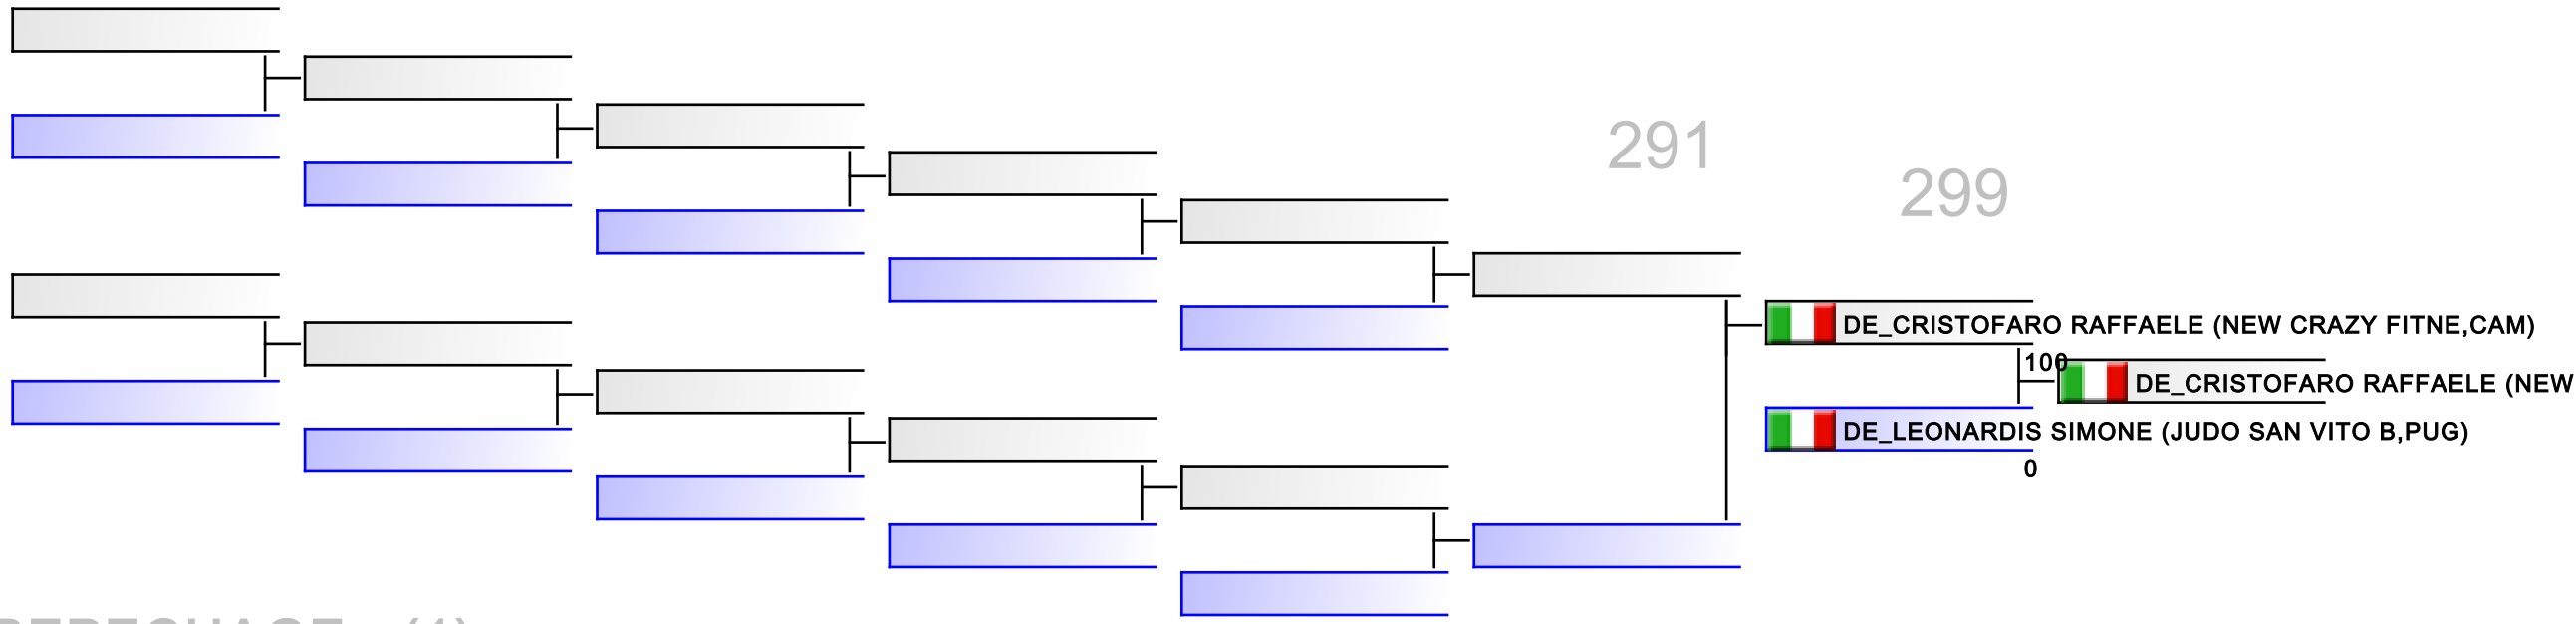 291
299
DE_CRISTOFARO RAFFAELE (NEW CRAZY FITNE,CAM)
100
DE_CRISTOFARO RAFFAELE (NEW
DE_LEONARDIS SIMONE (JUDO SAN VITO B,PUG)
0